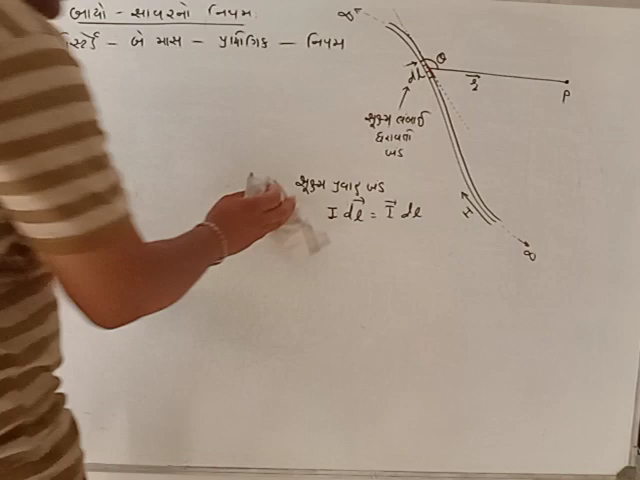 બાયો - સાવરનો નિયમ
ર્સ્ટેડ - બે માસ - પ્રાયોગિક - નિયમ
∞
θ
dl
r
P
સૂક્ષ્મ લંબાઈ
ધરાવતો
ખંડ
સૂક્ષ્મ પ્રવાહ ખંડ
I dl = I dl
I
∞